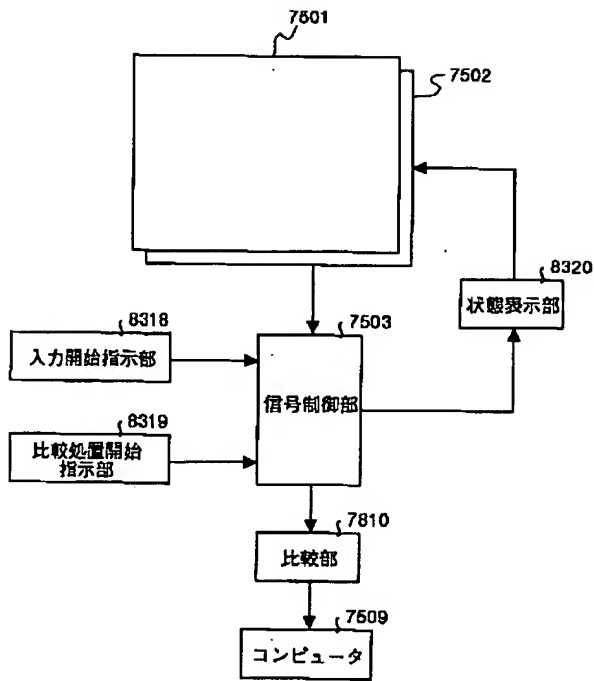 7501
7502
8320
状態表示部
8318
入力開始指示部
7503
信号制御部
8319
比較処置開始
指示部
7810
比較部
7509
コンピュータ